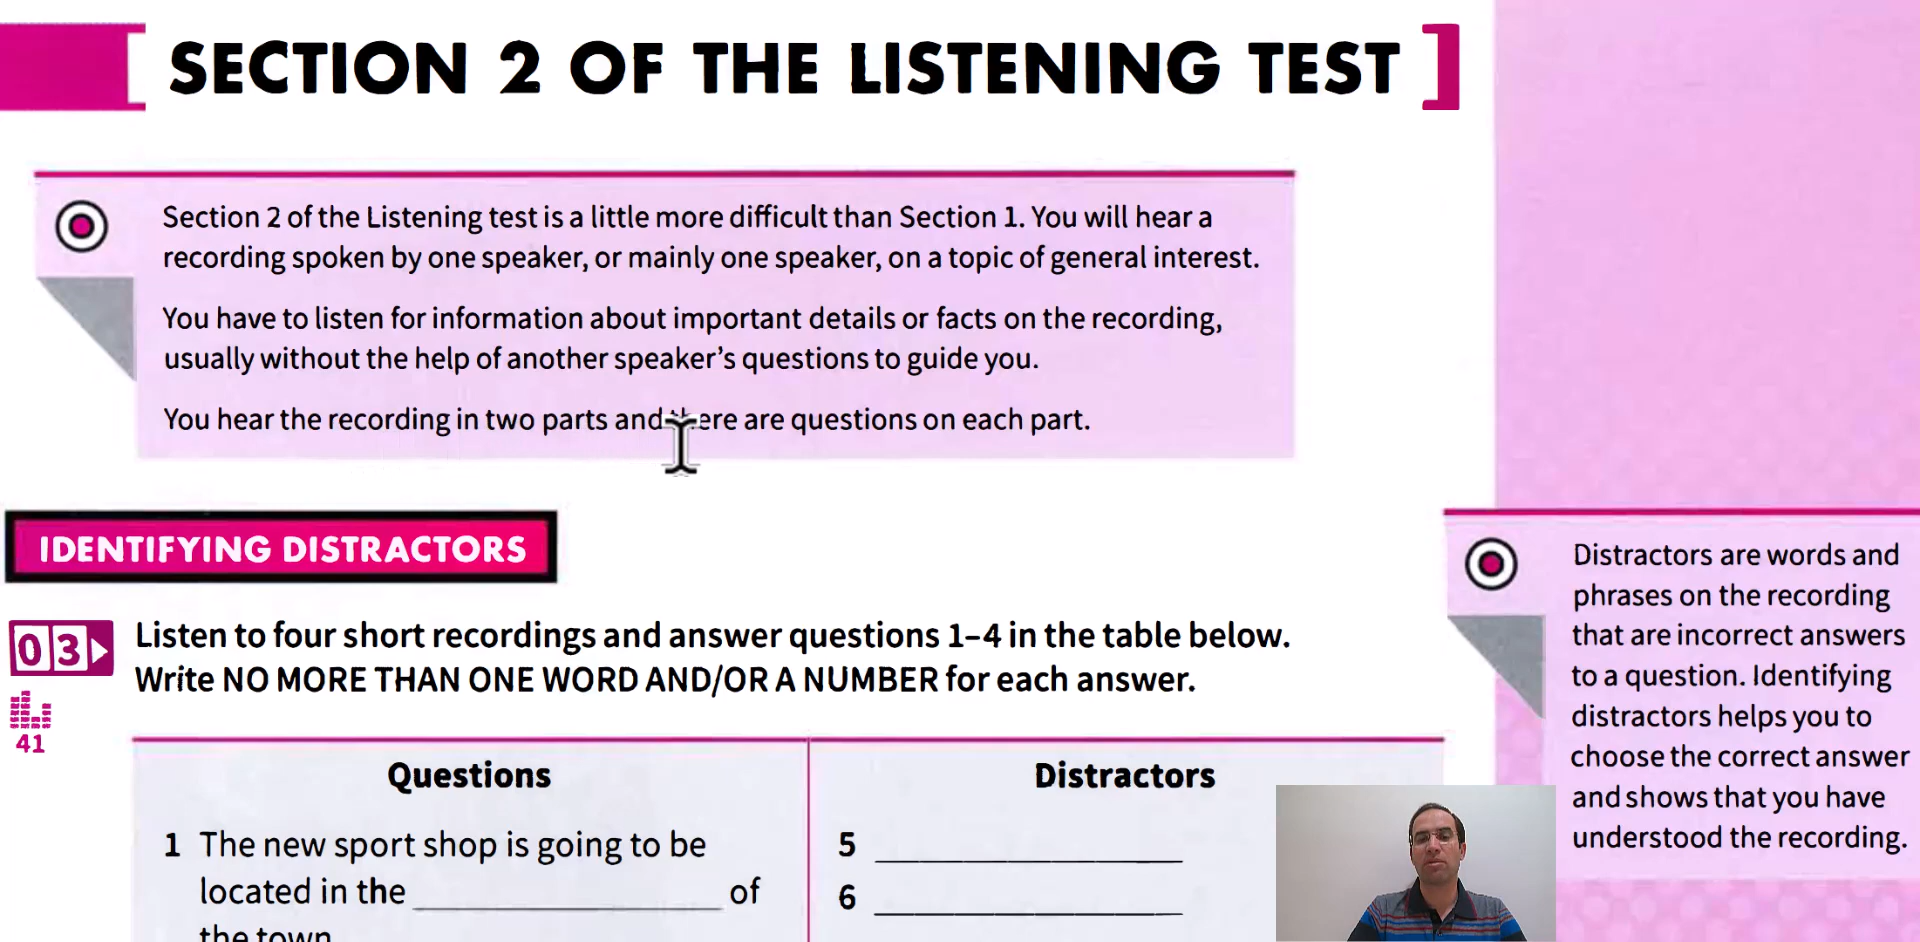 SECTION 2 OF THE LISTENING TEST
Section 2 of the Listening test is a little more difficult than Section 1. You will hear a
recording spoken by one speaker, or mainly one speaker, on a topic of general interest.
You have to listen for information about important details or facts on the recording,
usually without the help of another speaker's questions to guide you.
You hear the recording in two parts and there are questions on each part.
IDENTIFYING DISTRACTORS
03
Listen to four short recordings and answer questions 1–4 in the table below.
Write NO MORE THAN ONE WORD AND/OR A NUMBER for each answer.
41
Questions
1 The new sport shop is going to be
located in the ____ of
the town
Distractors
5
6
Distractors are words and
phrases on the recording
that are incorrect answers
to a question. Identifying
distractors helps you to
choose the correct answer
and shows that you have
understood the recording.